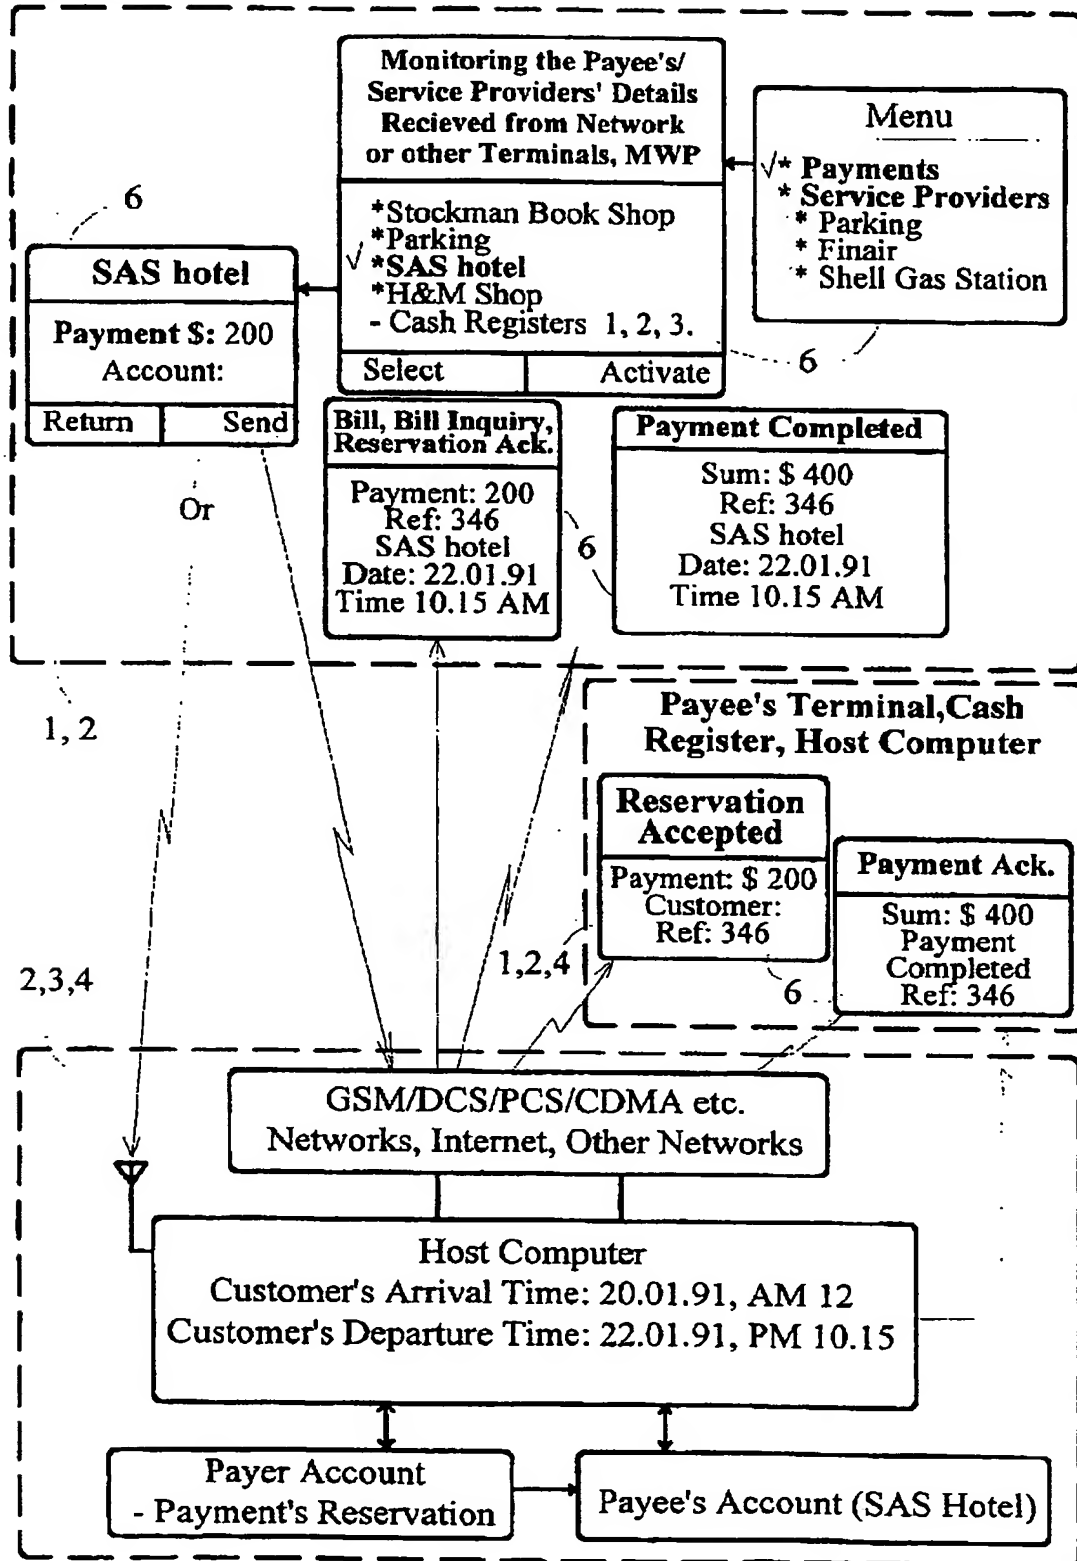 Monitoring the Payee's/
Service Providers' Details
Recieved from Network
or other Terminals, MWP
*Stockman Book Shop
*Parking
√ *SAS hotel
*H&M Shop
- Cash Registers 1, 2, 3.
Select Activate
Menu
√* Payments
* Service Providers
* Parking
* Finair
* Shell Gas Station
6
6
SAS hotel
Payment $: 200
Account:
Return Send
Or
Bill, Bill Inquiry,
Reservation Ack.
Payment: 200
Ref: 346
SAS hotel
Date: 22.01.91
Time 10.15 AM
6
Payment Completed
Sum: $ 400
Ref: 346
SAS hotel
Date: 22.01.91
Time 10.15 AM
1, 2
Payee's Terminal,Cash
Register, Host Computer
Reservation
Accepted
Payment: $ 200
Customer:
Ref: 346
Payment Ack.
Sum: $ 400
Payment
Completed
Ref: 346
1,2,4
6
2,3,4
GSM/DCS/PCS/CDMA etc.
Networks, Internet, Other Networks
Host Computer
Customer's Arrival Time: 20.01.91, AM 12
Customer's Departure Time: 22.01.91, PM 10.15
Payer Account
- Payment's Reservation
Payee's Account (SAS Hotel)